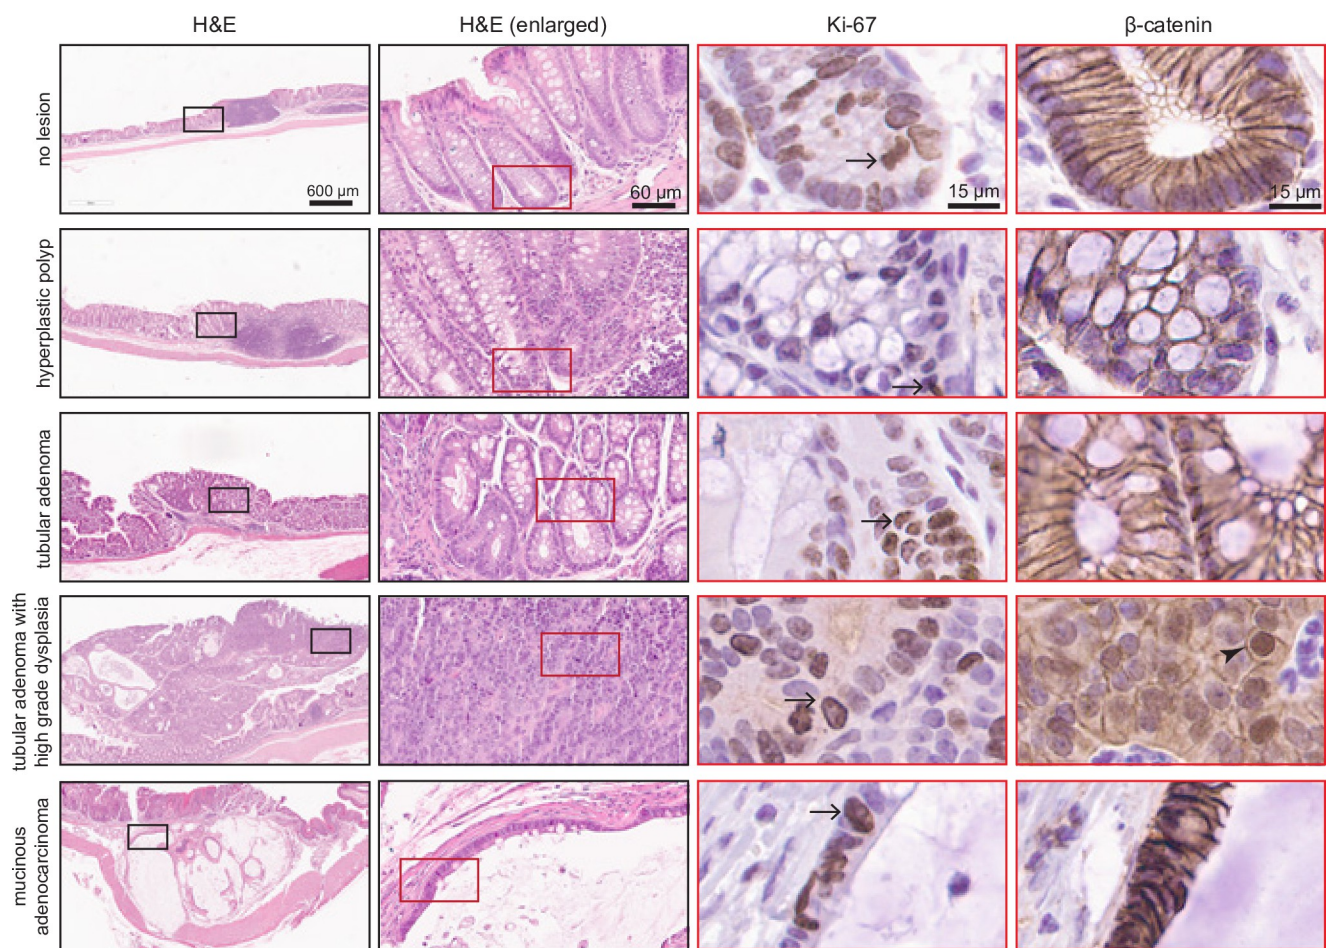 H&E
H&E (enlarged)
Ki-67
β-catenin
no lesion
600 µm
60 µm
15 µm
15 µm
hyperplastic polyp
tubular adenoma
tubular adenoma with
high grade dysplasia
mucinous
adenocarcinoma